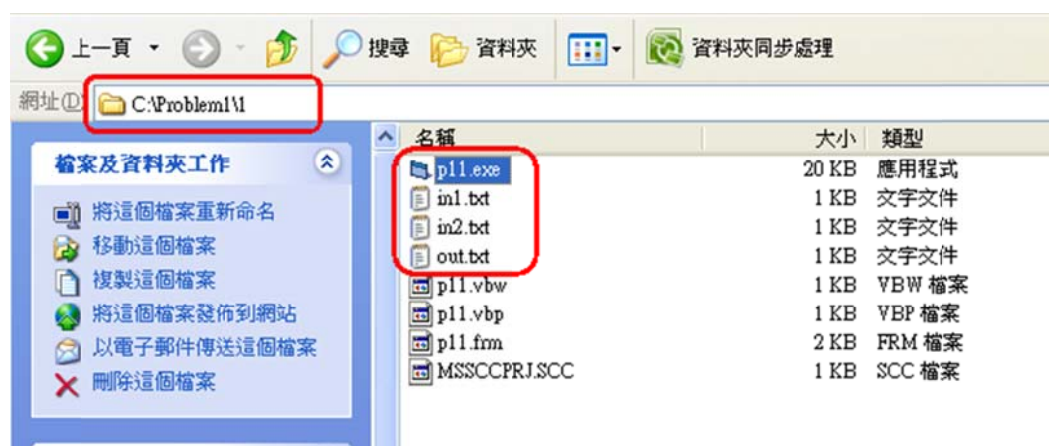 上一頁 搜尋 資料夾 資料夾同步處理
網址(D) C:\Problem1\1
檔案及資料夾工作
將這個檔案重新命名
移動這個檔案
複製這個檔案
將這個檔案發佈到網站
以電子郵件傳送這個檔案
刪除這個檔案
名稱 大小 類型
p11.exe 20 KB 應用程式
in1.txt 1 KB 文字文件
in2.txt 1 KB 文字文件
out.txt 1 KB 文字文件
p11.vbw 1 KB VBW 檔案
p11.vbp 1 KB VBP 檔案
p11.frm 2 KB FRM 檔案
MSSCCPRJ.SCC 1 KB SCC 檔案